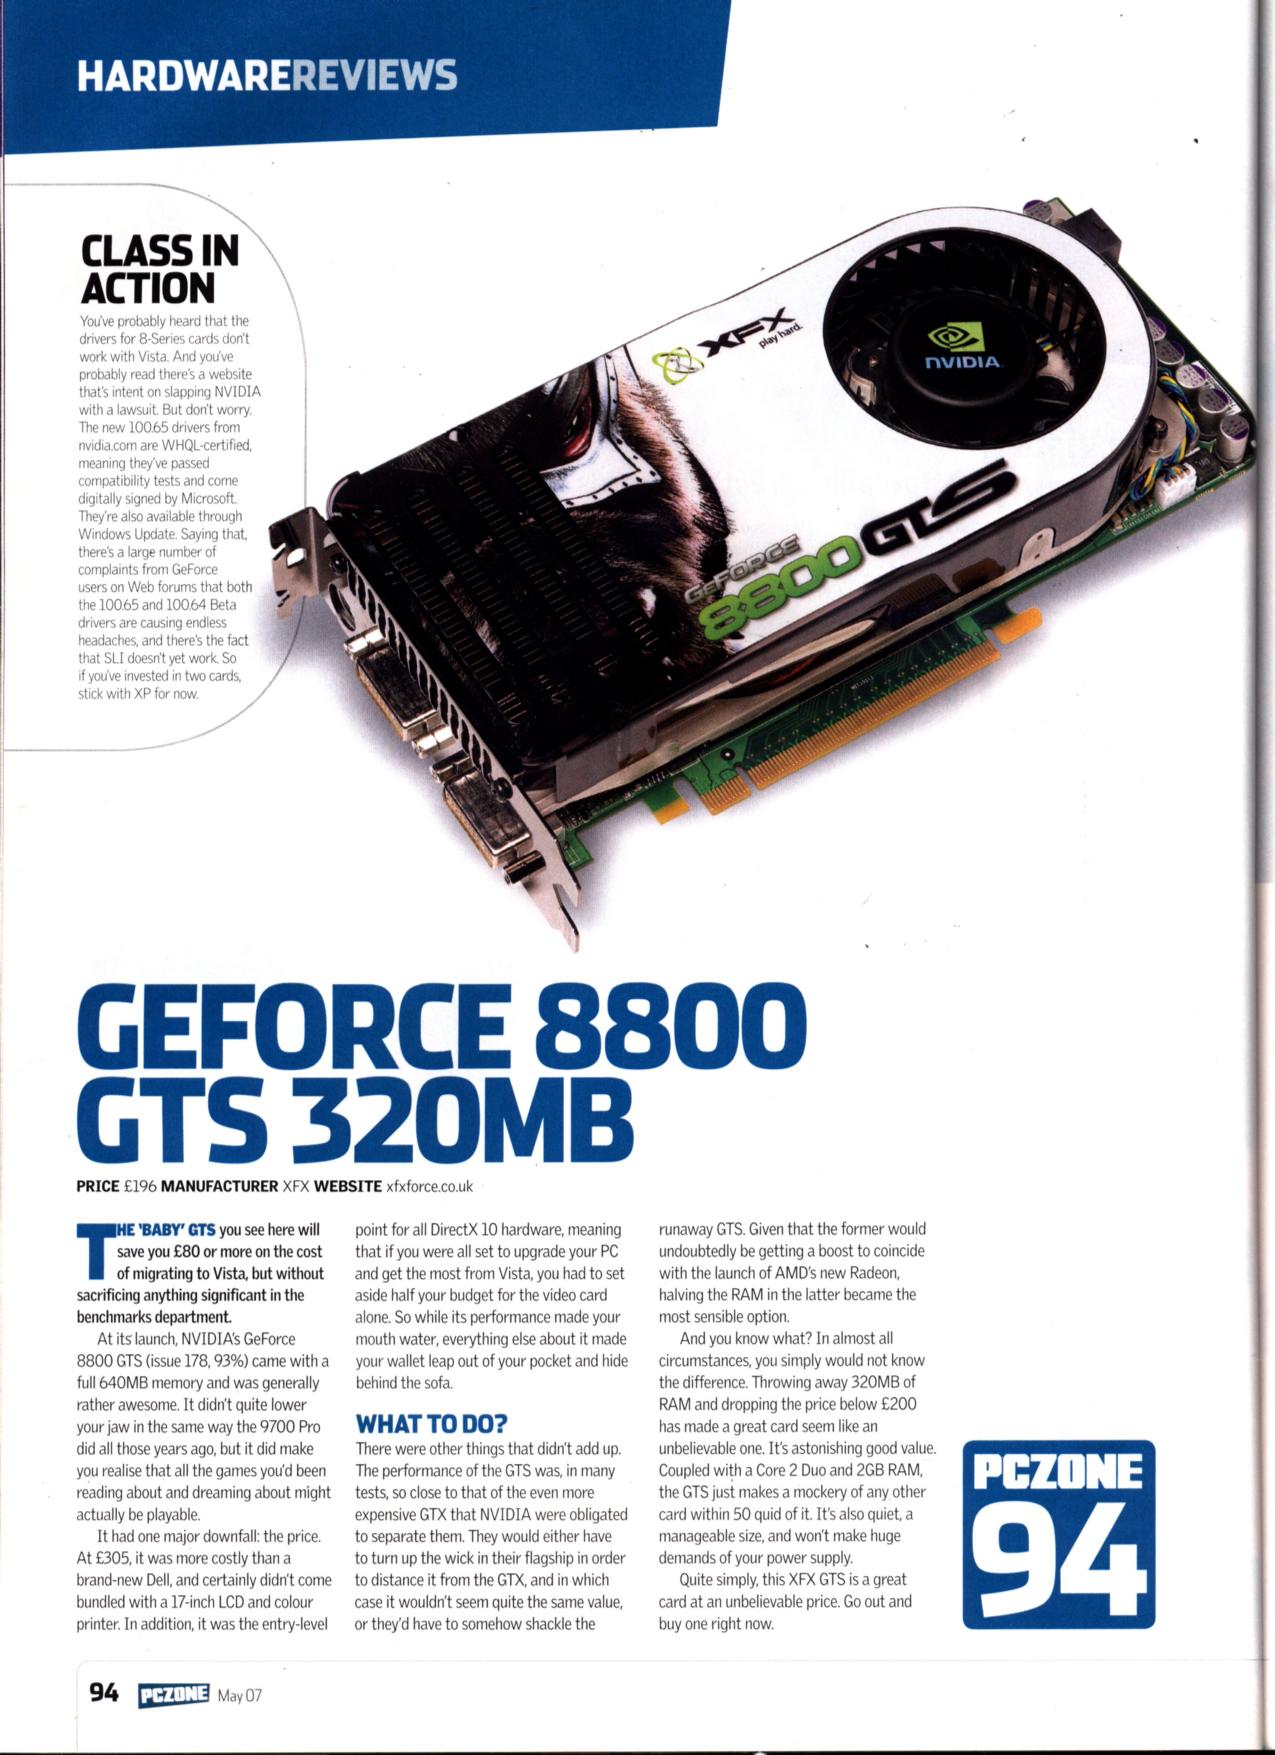 HARDWAREREVIEWS
CLASS IN
ACTION
You've probably heard that the
drivers for 8-Series cards don't
work with Vista. And you've
probably read there's a website
that's intent on slapping NVIDIA
with a lawsuit. But don't worry.
The new 100.65 drivers from
nvidia.com are WHQL-certified,
meaning they've passed
compatibility tests and come
digitally signed by Microsoft.
They're also available through
Windows Update. Saying that,
there's a large number of
complaints from GeForce
users on Web forums that both
the 100.65 and 100.64 Beta
drivers are causing endless
headaches, and there's the fact
that SLI doesn't yet work. So
if you've invested in two cards,
stick with XP for now.
XFX
play hard.
NVIDIA
GEFORCE
8800 GTS
GEFORCE 8800
GTS 320MB
PRICE £196 MANUFACTURER XFX WEBSITE xfxforce.co.uk
THE 'BABY' GTS you see here will
save you £80 or more on the cost
of migrating to Vista, but without
sacrificing anything significant in the
benchmarks department.
At its launch, NVIDIA's GeForce
8800 GTS (issue 178, 93%) came with a
full 640MB memory and was generally
rather awesome. It didn't quite lower
your jaw in the same way the 9700 Pro
did all those years ago, but it did make
you realise that all the games you'd been
reading about and dreaming about might
actually be playable.
It had one major downfall: the price.
At £305, it was more costly than a
brand-new Dell, and certainly didn't come
bundled with a 17-inch LCD and colour
printer. In addition, it was the entry-level
point for all DirectX 10 hardware, meaning
that if you were all set to upgrade your PC
and get the most from Vista, you had to set
aside half your budget for the video card
alone. So while its performance made your
mouth water, everything else about it made
your wallet leap out of your pocket and hide
behind the sofa.
WHAT TO DO?
There were other things that didn't add up.
The performance of the GTS was, in many
tests, so close to that of the even more
expensive GTX that NVIDIA were obligated
to separate them. They would either have
to turn up the wick in their flagship in order
to distance it from the GTX, and in which
case it wouldn't seem quite the same value,
or they'd have to somehow shackle the
runaway GTS. Given that the former would
undoubtedly be getting a boost to coincide
with the launch of AMD's new Radeon,
halving the RAM in the latter became the
most sensible option.
And you know what? In almost all
circumstances, you simply would not know
the difference. Throwing away 320MB of
RAM and dropping the price below £200
has made a great card seem like an
unbelievable one. It's astonishing good value.
Coupled with a Core 2 Duo and 2GB RAM,
the GTS just makes a mockery of any other
card within 50 quid of it. It's also quiet, a
manageable size, and won't make huge
demands of your power supply.
Quite simply, this XFX GTS is a great
card at an unbelievable price. Go out and
buy one right now.
PCZONE
94
94 PCZONE May 07